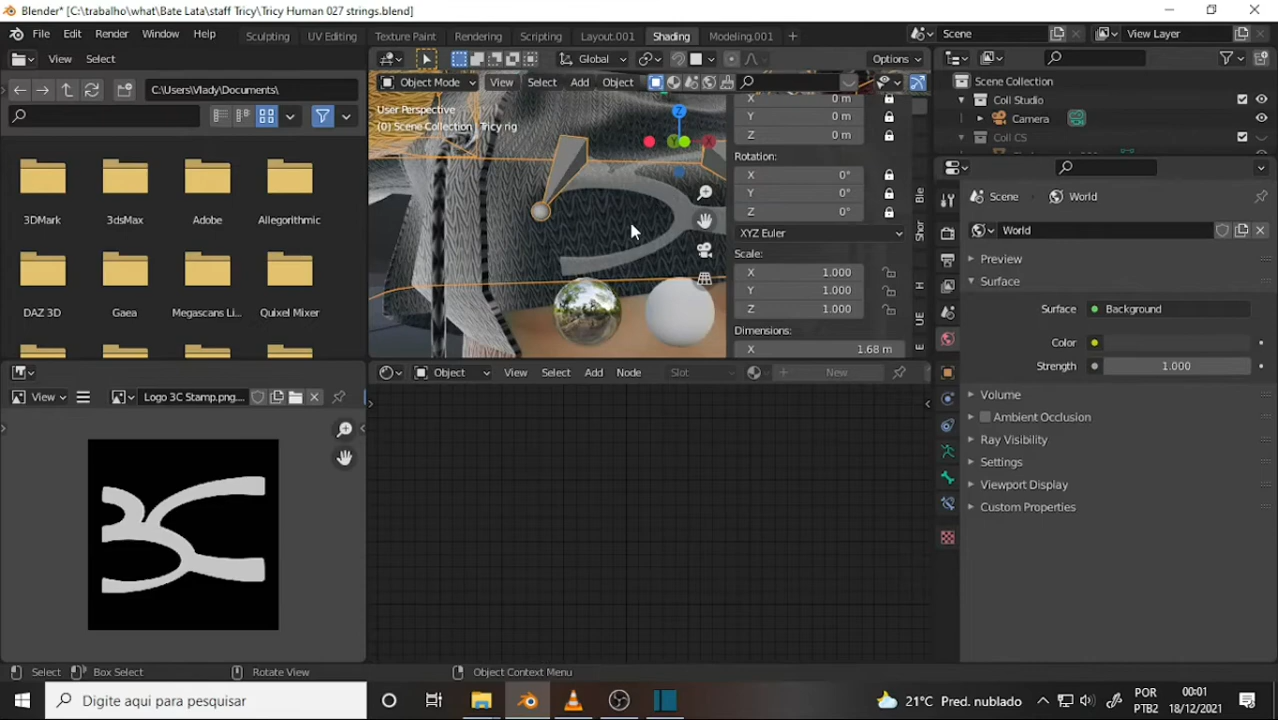 Blender* [C:\trabalho\what\Bate Lata\staff Tricy\Tricy Human 027 strings.blend]
File Edit Render Window Help Sculpting UV Editing Texture Paint Rendering Scripting Layout.001 Shading Modeling.001 Scene View Layer
View Select Global Options
C:\Users\Vlady\Documents\ Object Mode View Select Add Object Scene Collection
User Perspective
(0) Scene Collection | Tricy rig
X 0 m
Y 0 m
Z 0 m
Coll Studio
Camera
Coll CS
Rotation:
X 0°
Y 0°
Z 0°
XYZ Euler
Scale:
X 1.000
Y 1.000
Z 1.000
Dimensions:
X 1.68 m
Ble
H
UE
E
3DMark 3dsMax Adobe Allegorithmic
DAZ 3D Gaea Megascans Li... Quixel Mixer
Scene World
World
Preview
Surface
Surface Background
Color
Strength 1.000
Volume
Ambient Occlusion
Ray Visibility
Settings
Viewport Display
Custom Properties
Object View Select Add Node Slot New
View Logo 3C Stamp.png...
Select Box Select Rotate View Object Context Menu
Digite aqui para pesquisar 21°C Pred. nublado POR 00:01
PTB2 18/12/2021